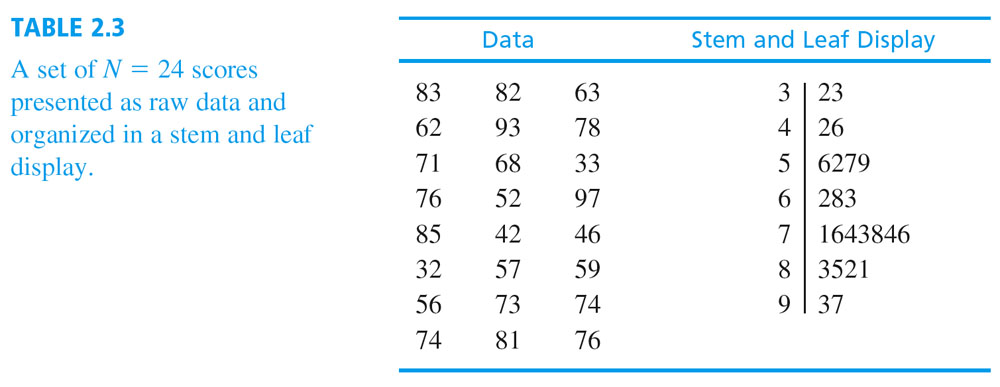 TABLE 2.3
A set of N = 24 scores
presented as raw data and
organized in a stem and leaf
display.
Data Stem and Leaf Display
83 82 63 3 23
62 93 78 4 26
71 68 33 5 6279
76 52 97 6 283
85 42 46 7 1643846
32 57 59 8 3521
56 73 74 9 37
74 81 76